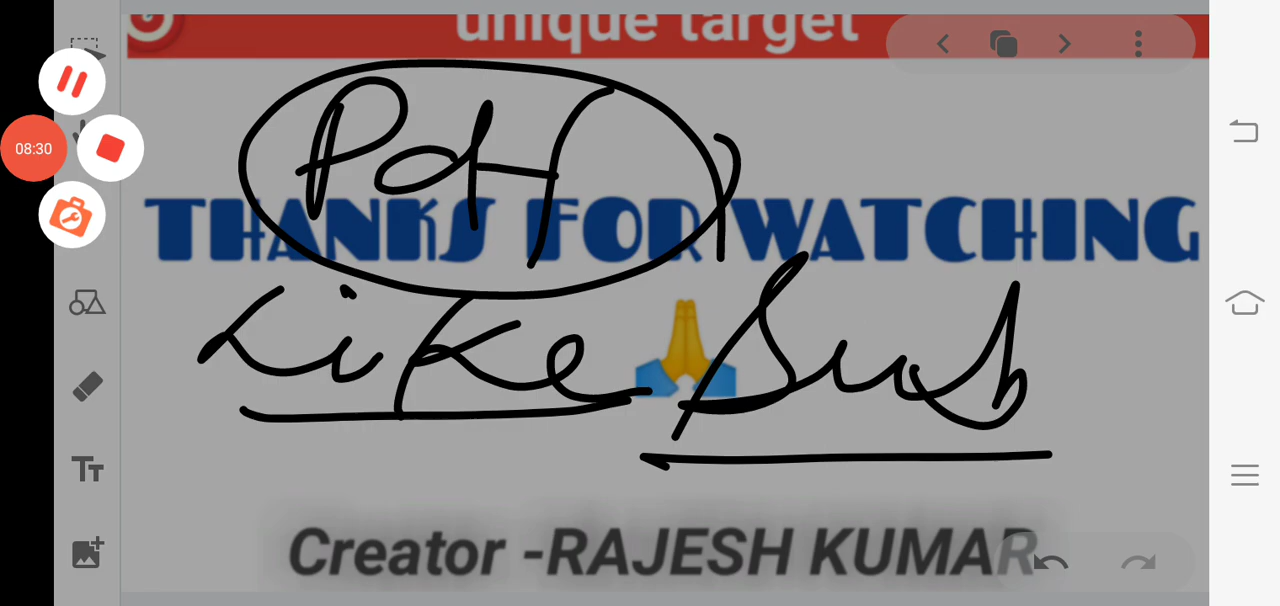 unique target
08:30
Pdf
THANKS FOR WATCHING
Like Sub
Creator -RAJESH KUMAR